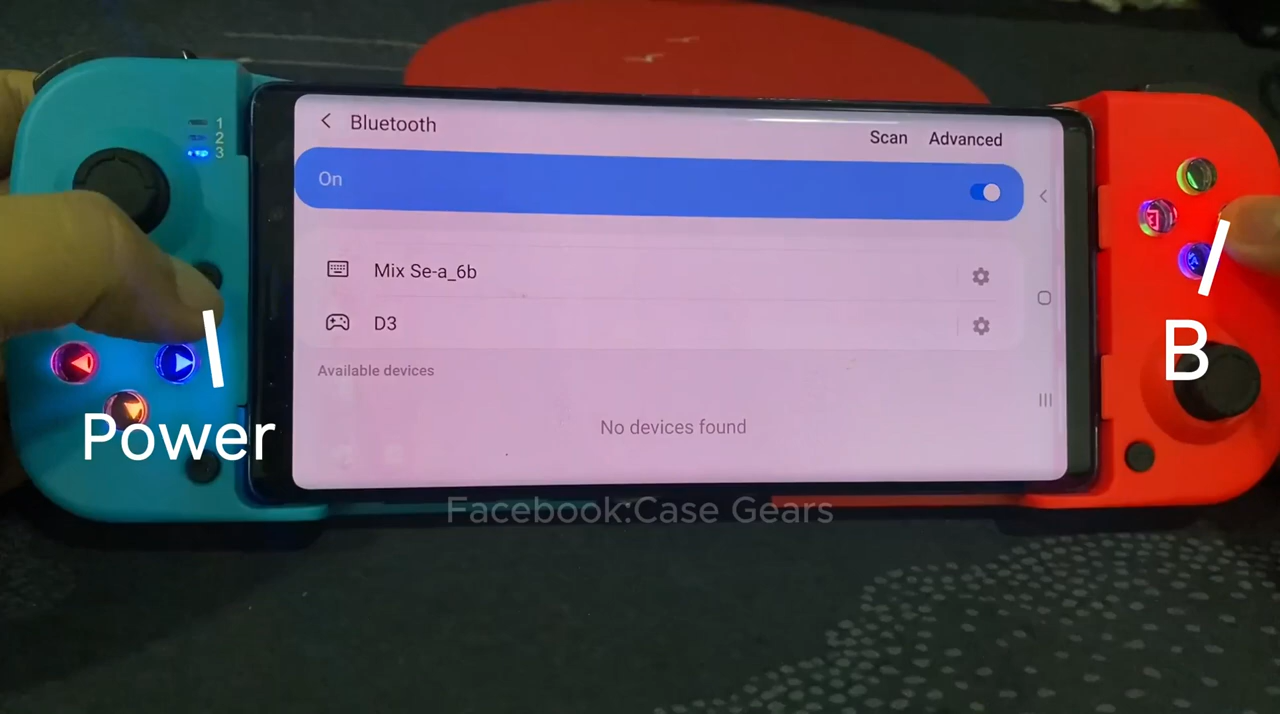 1
2
3
Bluetooth
Scan Advanced
On
Mix Se-a_6b
D3
Available devices
No devices found
Power
B
Facebook:Case Gears